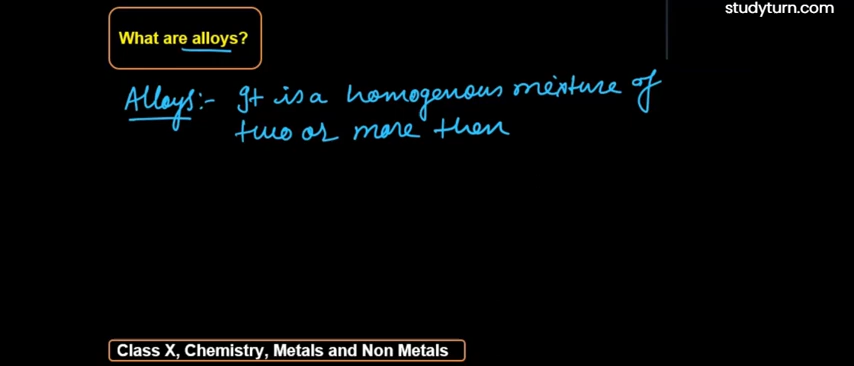 studyturn.com
What are alloys?
Alloys:- It is a homogenous mixture of
two or more then
Class X, Chemistry, Metals and Non Metals